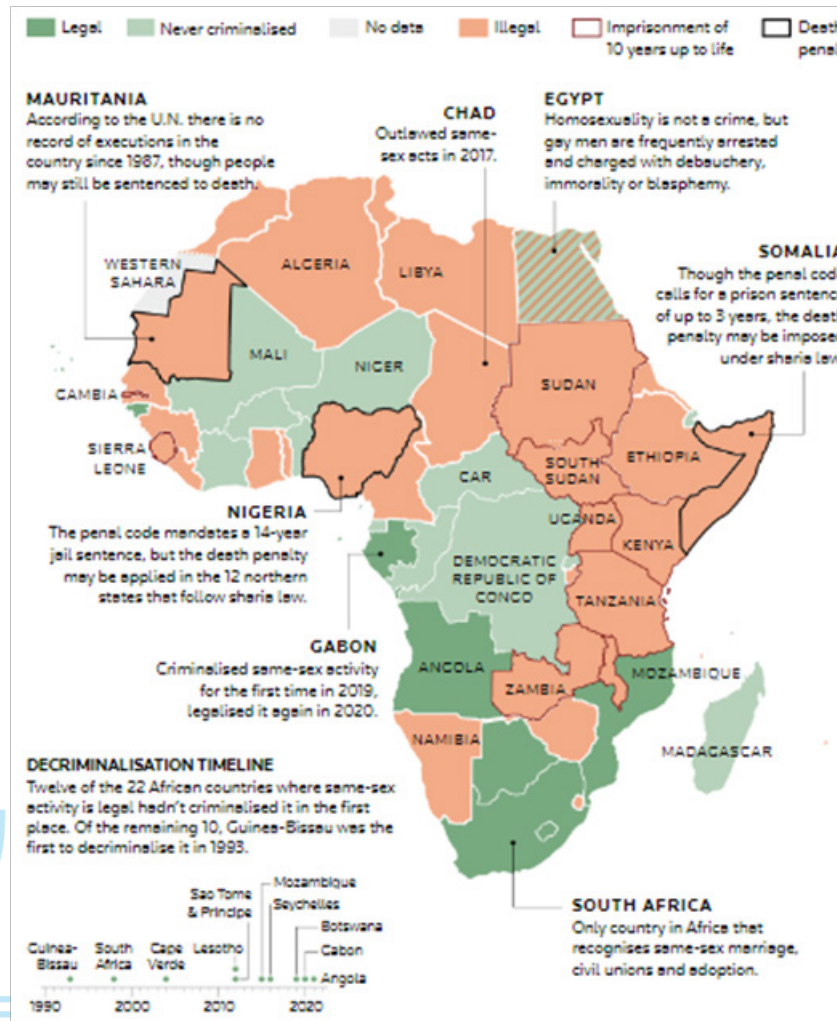 Legal
Never criminalised
No data
Illegal
Imprisonment of
10 years up to life
Death
penal
MAURITANIA
According to the U.N. there is no
record of executions in the
country since 1987, though people
may still be sentenced to death.
CHAD
Outlawed same-
sex acts in 2017.
EGYPT
Homosexuality is not a crime, but
gay men are frequently arrested
and charged with debauchery,
immorality or blasphemy.
SOMALIA
Though the penal cod
calls for a prison sentenc
of up to 3 years, the deat
penalty may be impose
under sharia law
WESTERN
SAHARA
ALGERIA
LIBYA
MALI
NIGER
SUDAN
GAMBIA
SIERRA
LEONE
CAR
SOUTH
SUDAN
ETHIOPIA
NIGERIA
The penal code mandates a 14-year
jail sentence, but the death penalty
may be applied in the 12 northern
states that follow sharia law.
UGANDA
KENYA
DEMOCRATIC
REPUBLIC OF
CONGO
TANZANIA
GABON
Criminalised same-sex activity
for the first time in 2019,
legalised it again in 2020.
ANGOLA
ZAMBIA
MOZAMBIQUE
NAMIBIA
MADAGASCAR
DECRIMINALISATION TIMELINE
Twelve of the 22 African countries where same-sex
activity is legal hadn't criminalised it in the first
place. Of the remaining 10, Guinea-Bissau was the
first to decriminalise it in 1993.
Guinea-
Bissau
South
Africa
Cape
Verde
Lesotho
Sao Tome
& Principe
Mozambique
Seychelles
Botswana
Gabon
Angola
1990
2000
2010
2020
SOUTH AFRICA
Only country in Africa that
recognises same-sex marriage,
civil unions and adoption.